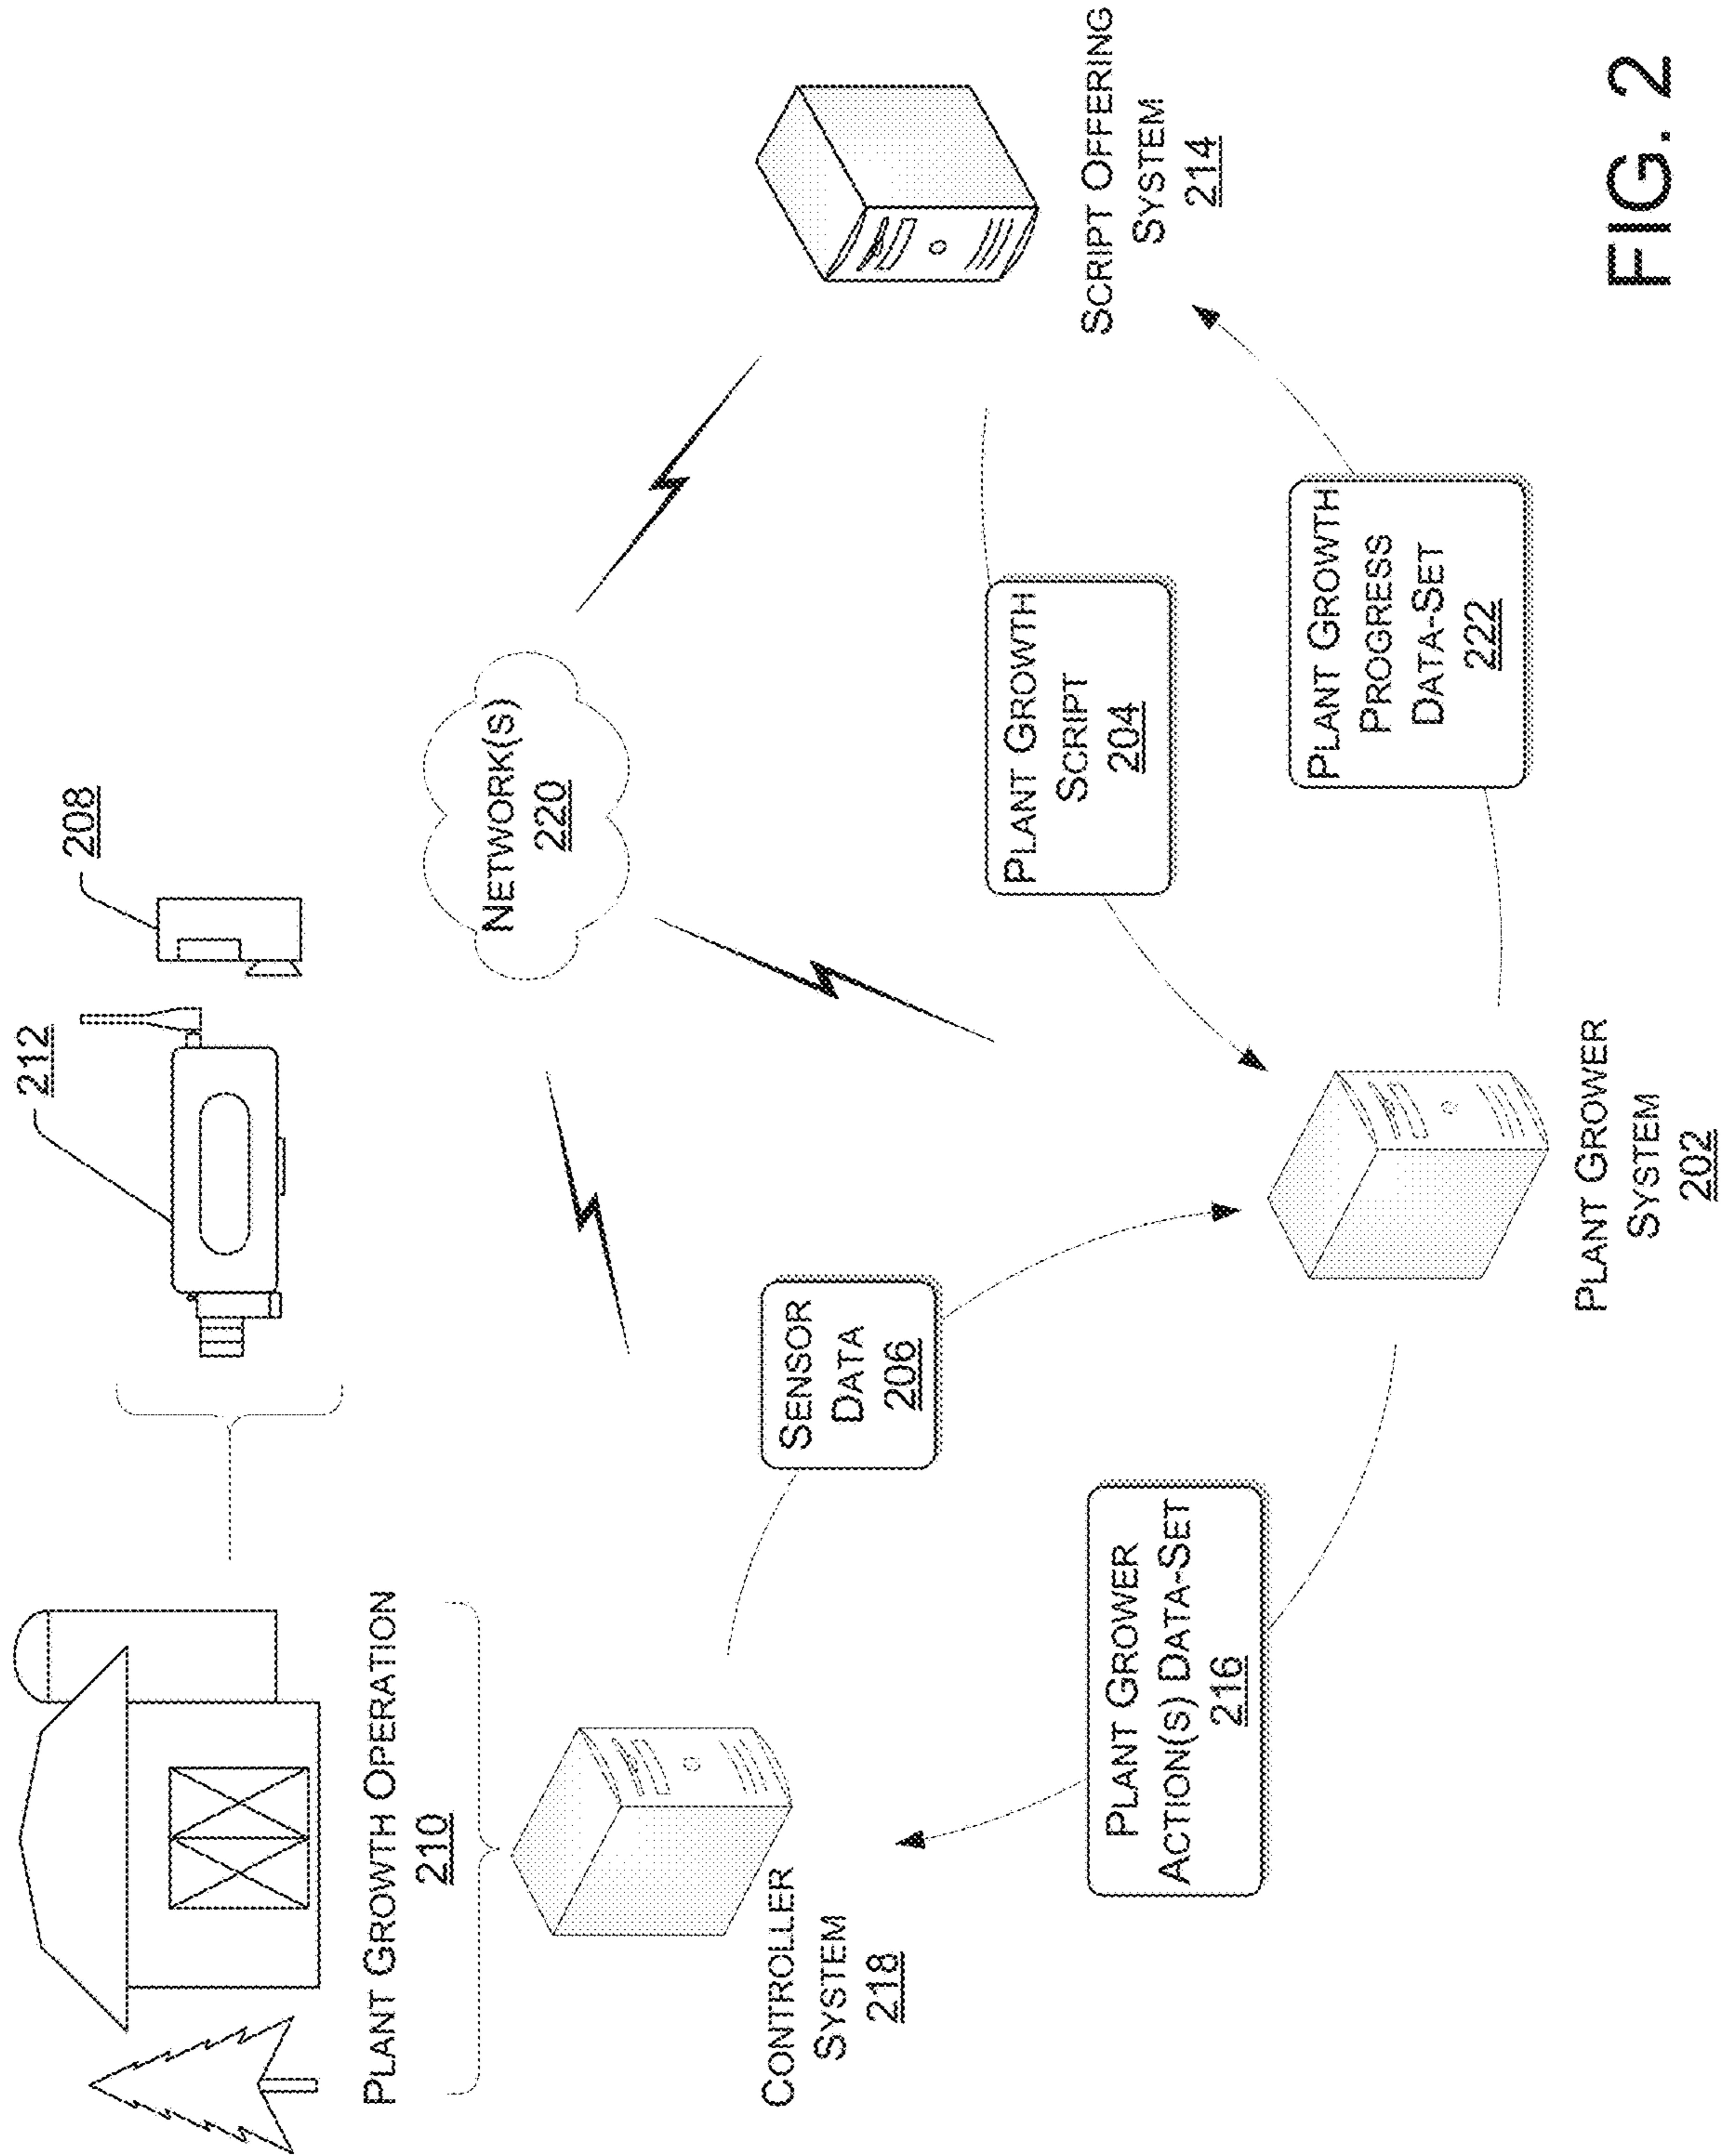 212
208
PLANT GROWTH OPERATION
210
NETWORK(S)
220
CONTROLLER
SYSTEM
218
SENSOR
DATA
206
PLANT GROWTH
SCRIPT
204
SCRIPT OFFERING
SYSTEM
214
PLANT GROWER
ACTION(S) DATA-SET
216
PLANT GROWTH
PROGRESS
DATA-SET
222
PLANT GROWER
SYSTEM
202
FIG. 2